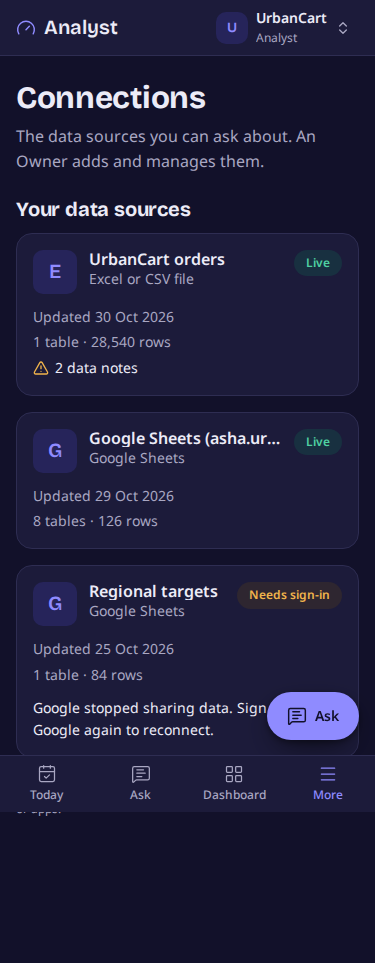 Analyst
U
UrbanCart
Analyst
Connections
The data sources you can ask about. An
Owner adds and manages them.
Your data sources
E
UrbanCart orders
Excel or CSV file
Live
Updated 30 Oct 2026
1 table · 28,540 rows
2 data notes
G
Google Sheets (asha.ur...
Google Sheets
Live
Updated 29 Oct 2026
8 tables · 126 rows
G
Regional targets
Google Sheets
Needs sign-in
Updated 25 Oct 2026
1 table · 84 rows
Google stopped sharing data. Sign
Google again to reconnect.
Ask
Today
Ask
Dashboard
More